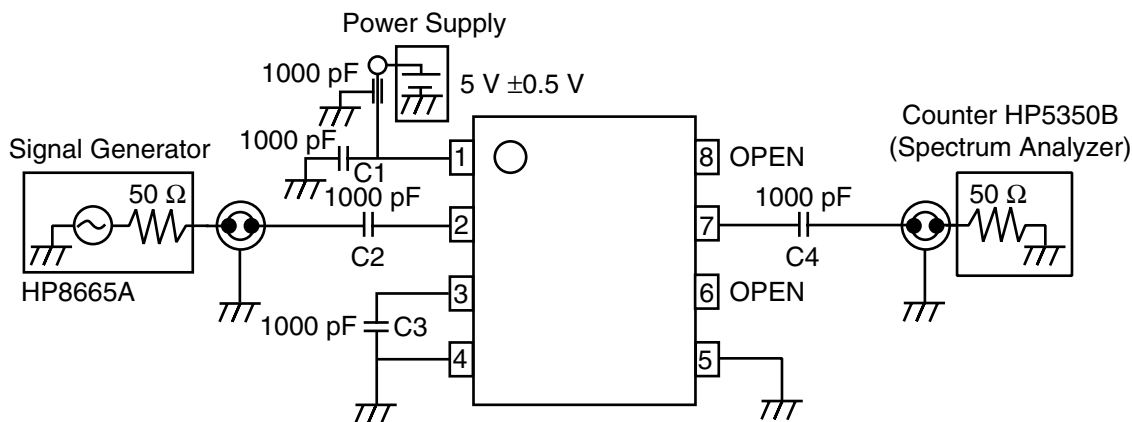 Power Supply
1000 pF
5 V ±0.5 V
Counter HP5350B
(Spectrum Analyzer)
Signal Generator
1000 pF
C1
1
8 OPEN
50 Ω
1000 pF
1000 pF
50 Ω
2
7
C2
C4
HP8665A
3
6 OPEN
1000 pF
C3
4
5